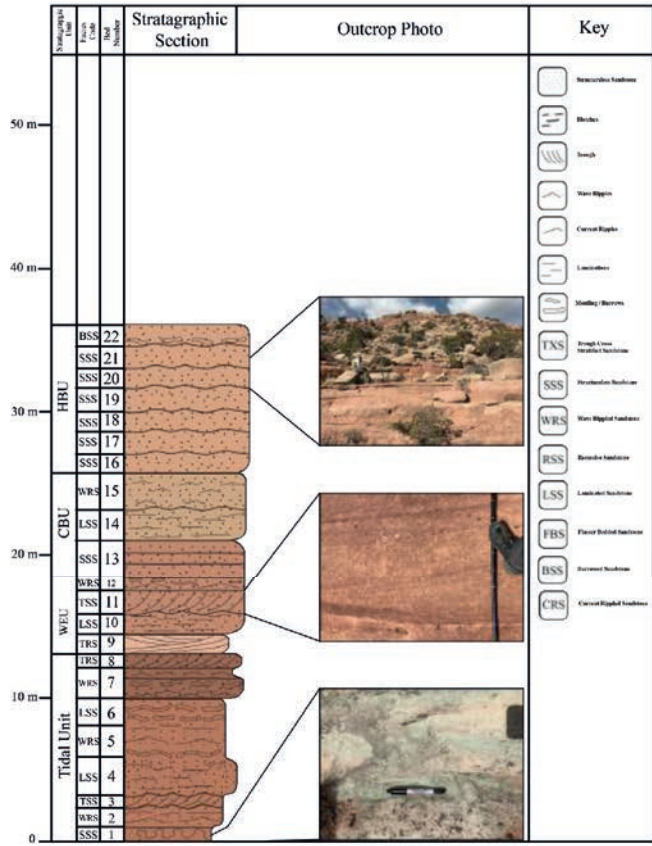 Stratagraphic Unit
Facies Code
Bed Number
Stratagraphic Section
Outcrop Photo
Key
50 m
40 m
30 m
20 m
10 m
0
HBU
CBU
WEU
Tidal Unit
BSS 22
SSS 21
SSS 20
SSS 19
SSS 18
SSS 17
SSS 16
WRS 15
LSS 14
SSS 13
WRS 12
TSS 11
LSS 10
TRS 9
TRS 8
WRS 7
LSS 6
WRS 5
LSS 4
TSS 3
WRS 2
SSS 1
Structureless Sandstone
Trough
Wave Ripples
Current Ripples
Laminations
Mottling / Burrows
TXS Trough Cross
Stratified Sandstone
SSS Structureless Sandstone
WRS Wave Rippled Sandstone
RSS Sandstone
LSS Laminated Sandstone
FBS Flaser Bedded Sandstone
BSS Burrowed Sandstone
CRS Current Rippled Sandstone